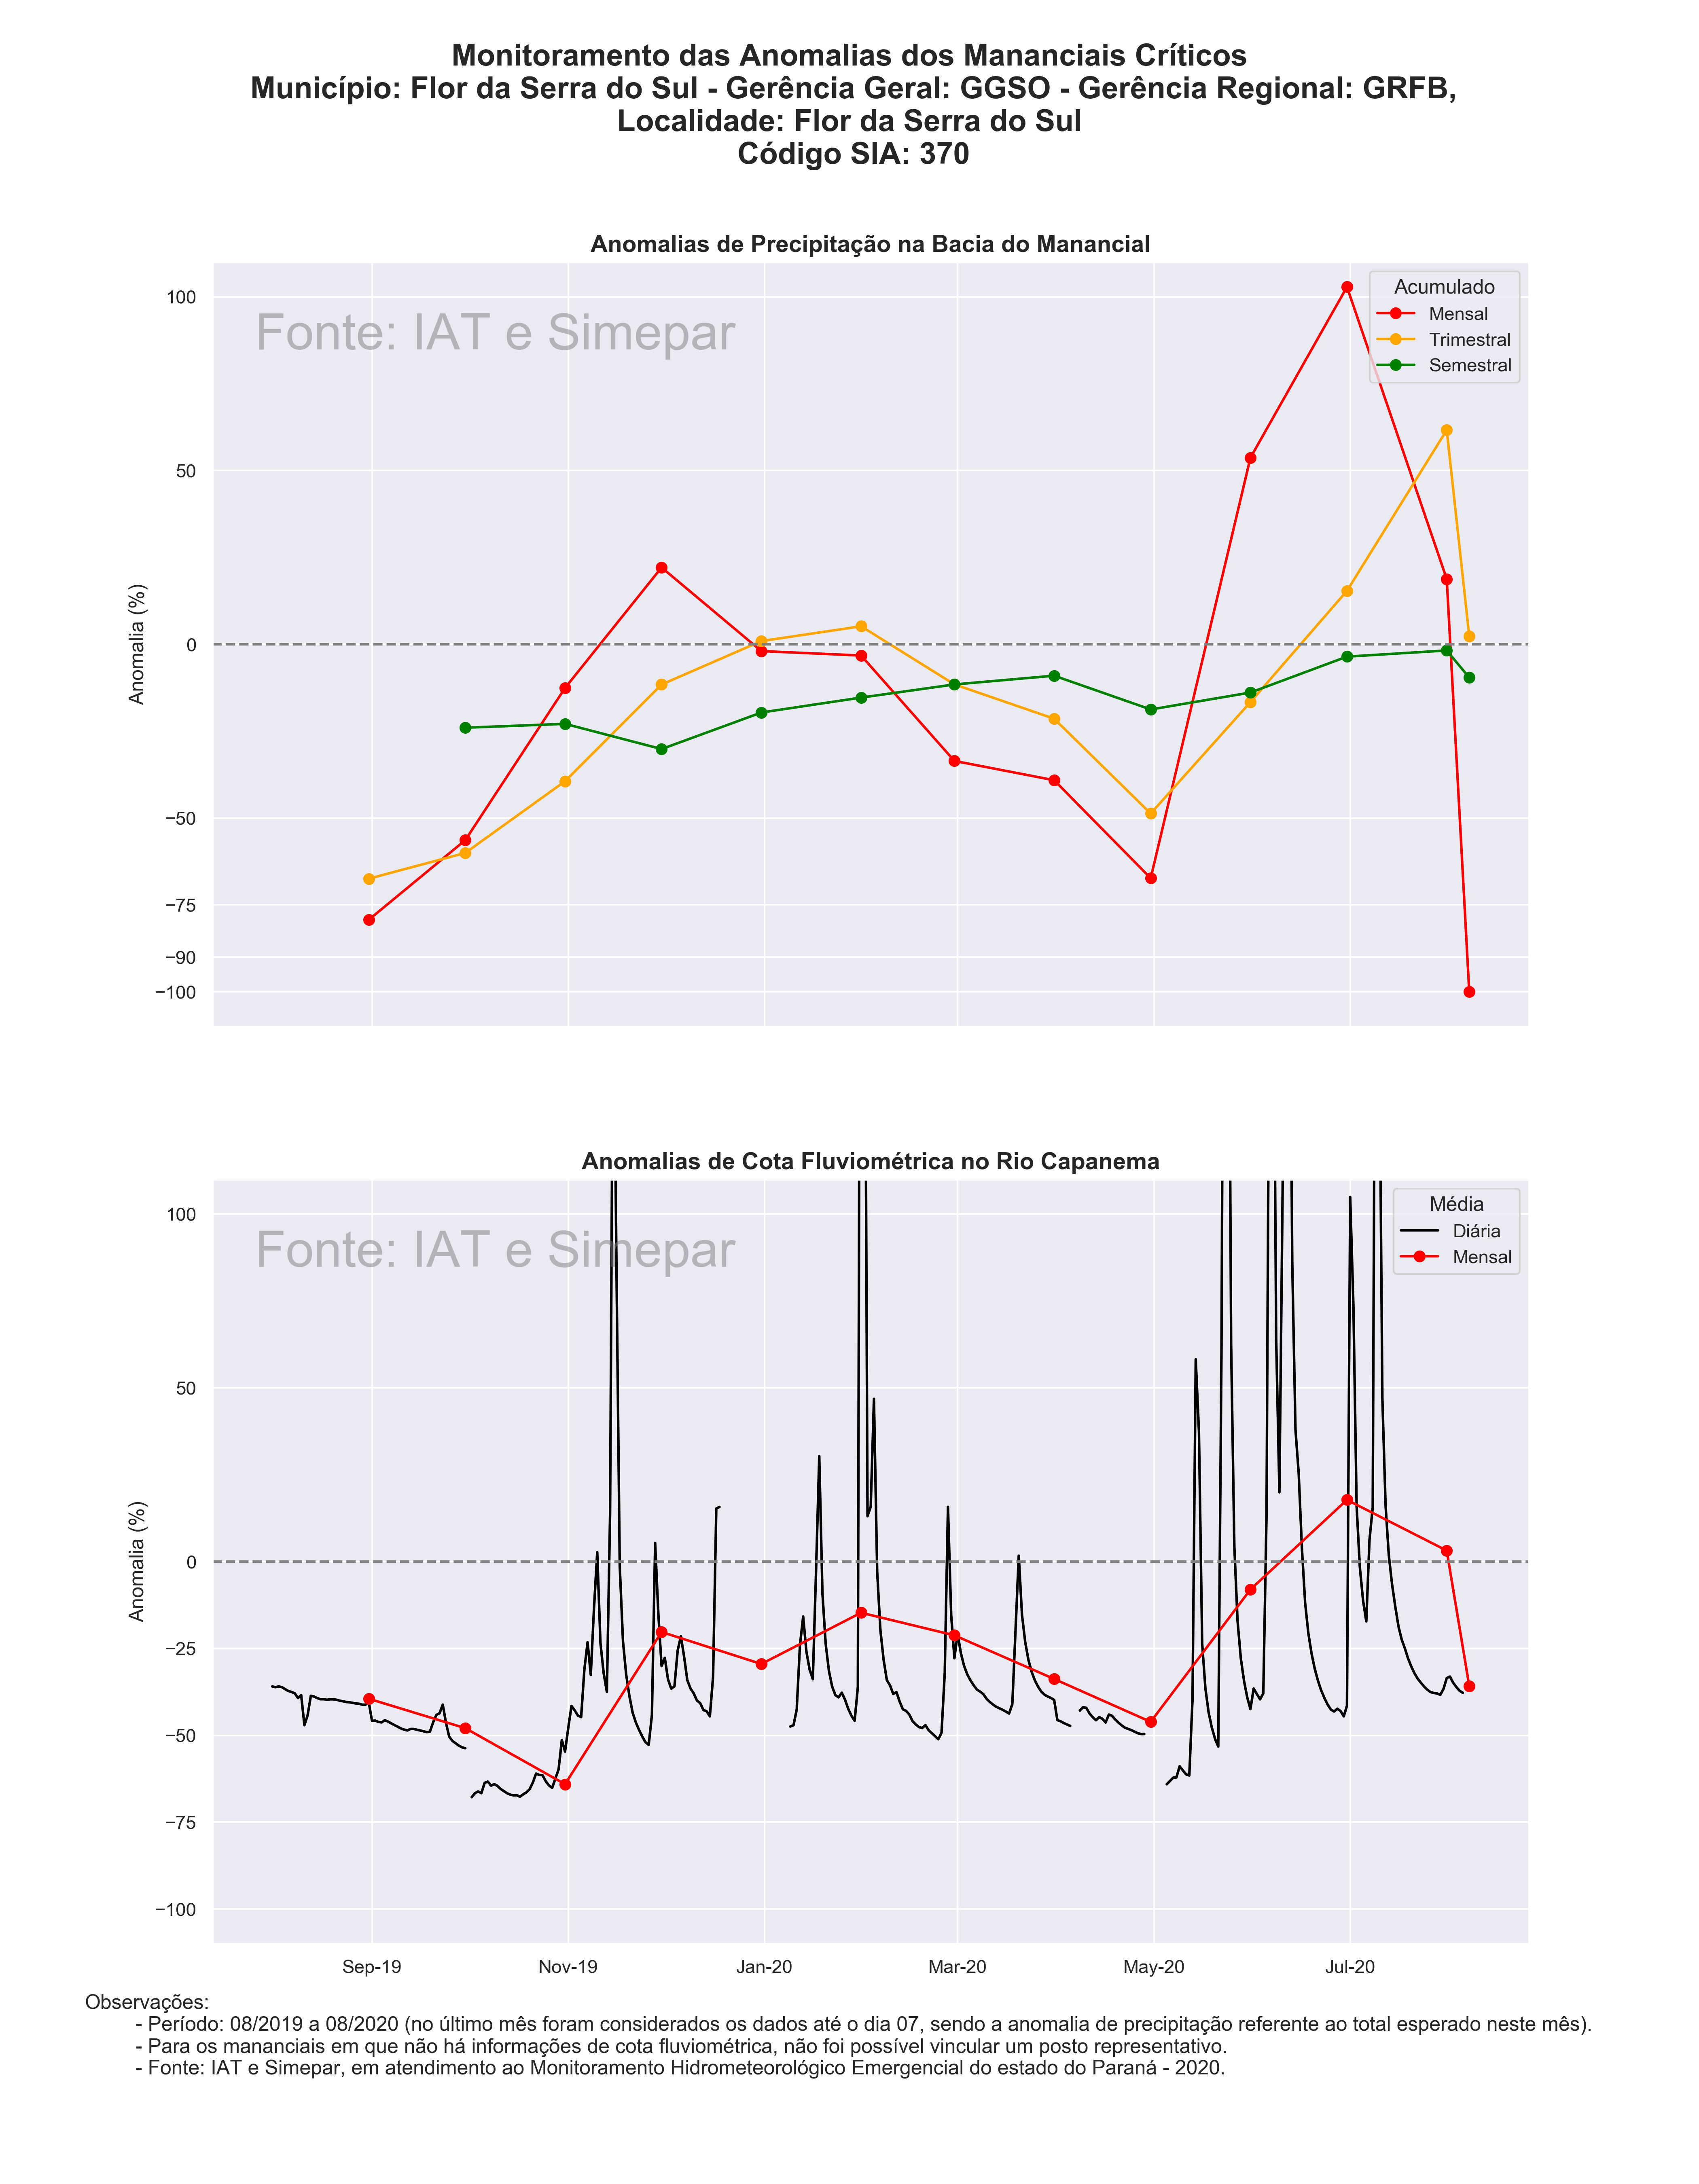 Monitoramento das Anomalias dos Mananciais Críticos
Município: Flor da Serra do Sul - Gerência Geral: GGSO - Gerência Regional: GRFB,
Localidade: Flor da Serra do Sul
Código SIA: 370
Anomalias de Precipitação na Bacia do Manancial
Fonte: IAT e Simepar
Acumulado
Mensal
Trimestral
Semestral
Anomalia (%)
100
50
0
−50
−75
−90
−100
Anomalias de Cota Fluviométrica no Rio Capanema
Fonte: IAT e Simepar
Média
Diária
Mensal
Anomalia (%)
100
50
0
−25
−50
−75
−100
Sep-19 Nov-19 Jan-20 Mar-20 May-20 Jul-20
Observações:
- Período: 08/2019 a 08/2020 (no último mês foram considerados os dados até o dia 07, sendo a anomalia de precipitação referente ao total esperado neste mês).
- Para os mananciais em que não há informações de cota fluviométrica, não foi possível vincular um posto representativo.
- Fonte: IAT e Simepar, em atendimento ao Monitoramento Hidrometeorológico Emergencial do estado do Paraná - 2020.